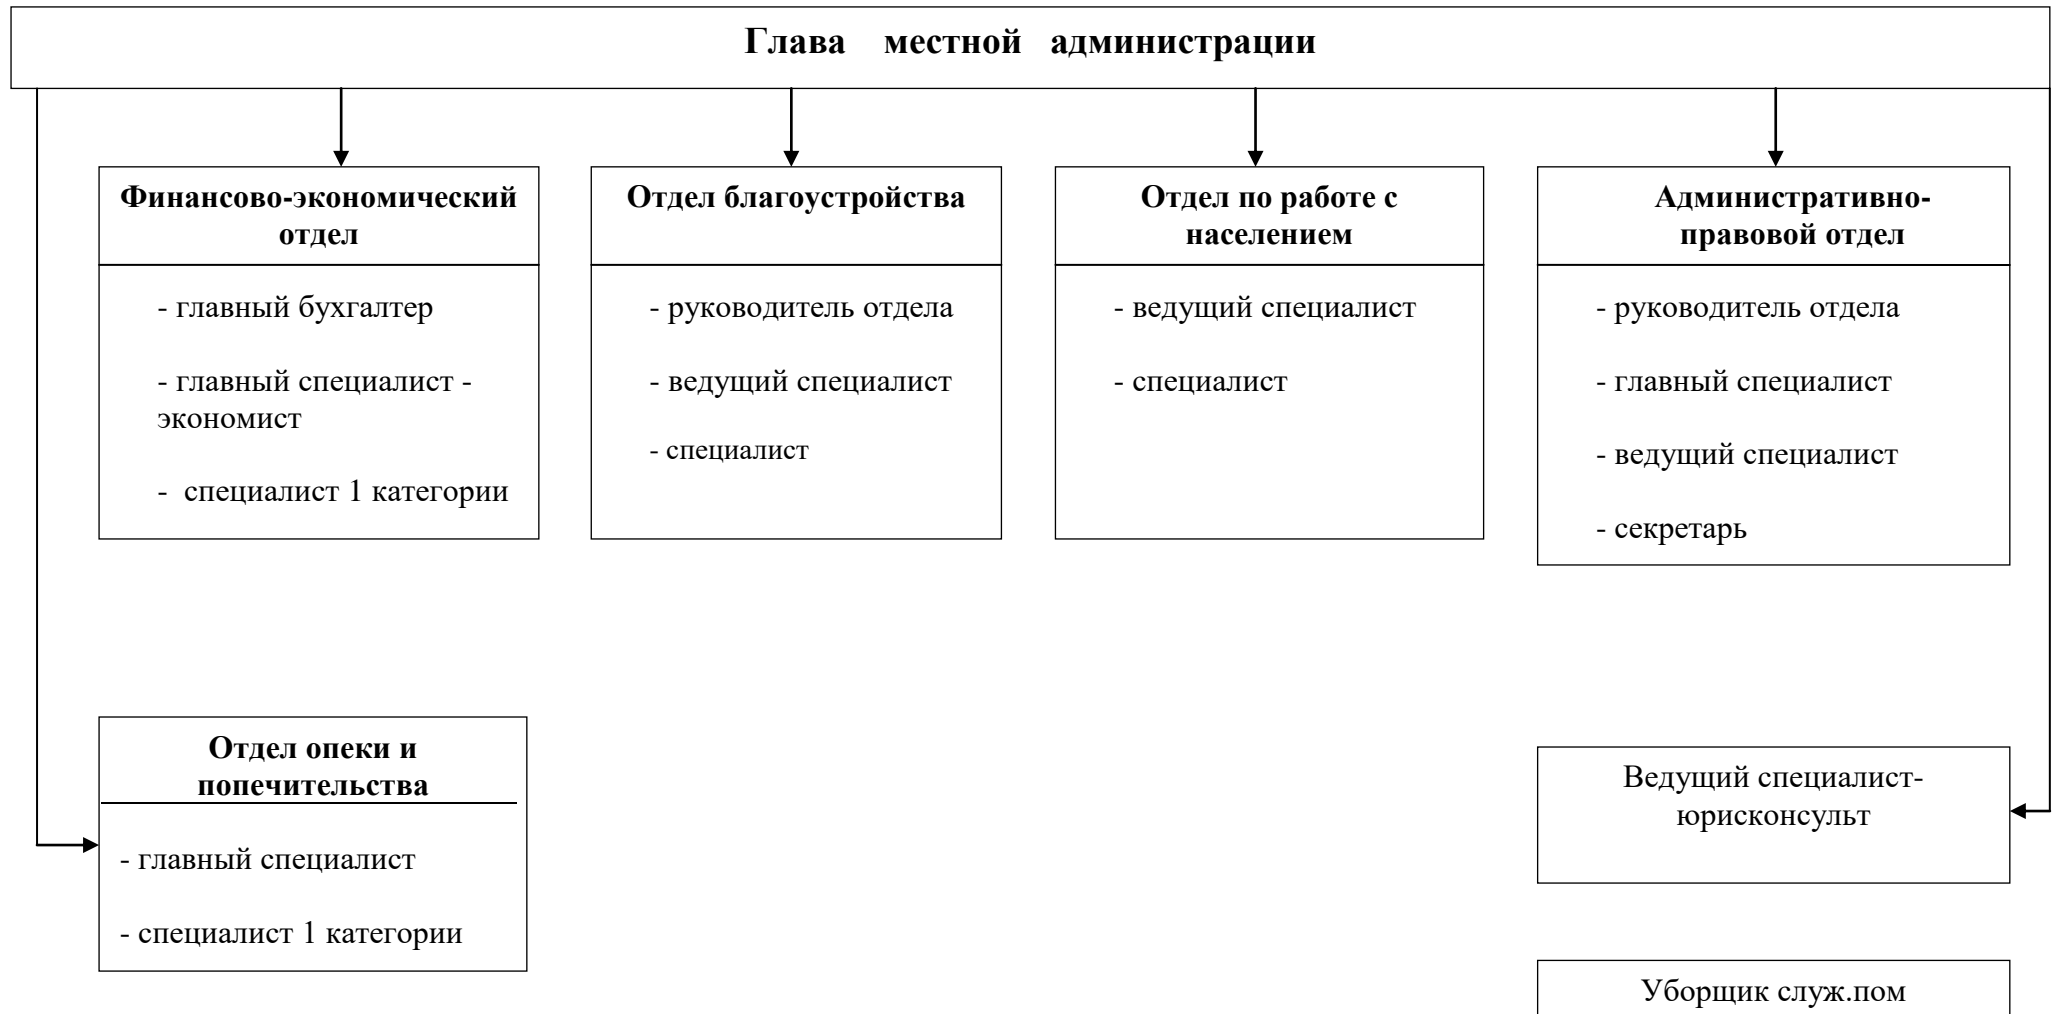 Глава местной администрации
Финансово-экономический
отдел
- главный бухгалтер
- главный специалист -
экономист
- специалист 1 категории
Отдел благоустройства
- руководитель отдела
- ведущий специалист
- специалист
Отдел по работе с
населением
- ведущий специалист
- специалист
Административно-
правовой отдел
- руководитель отдела
- главный специалист
- ведущий специалист
- секретарь
Отдел опеки и
попечительства
- главный специалист
- специалист 1 категории
Ведущий специалист-
юрисконсульт
Уборщик служ.пом